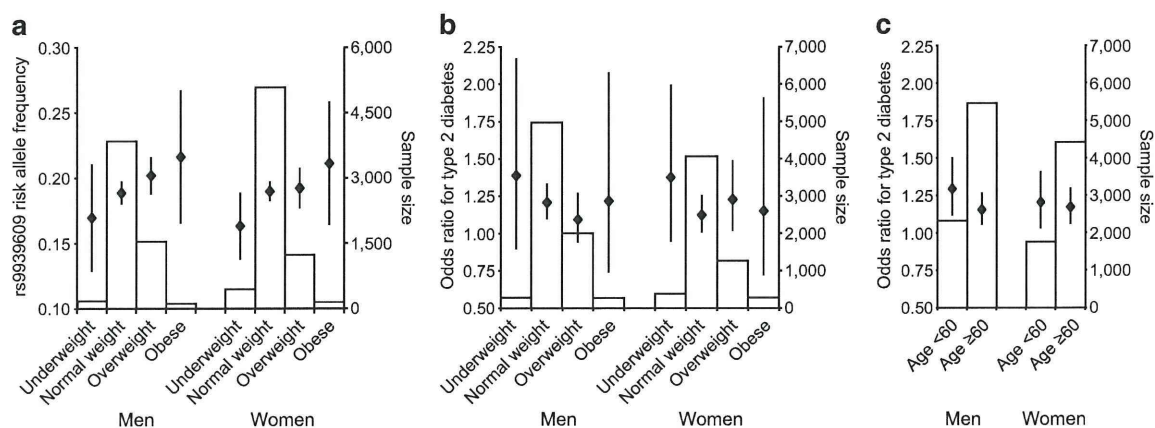 a
rs9939609 risk allele frequency
0.30
0.25
0.20
0.15
0.10
6,000
4,500
3,000
1,500
0
Sample size
Underweight
Normal weight
Overweight
Obese
Underweight
Normal weight
Overweight
Obese
Men
Women
b
Odds ratio for type 2 diabetes
2.25
2.00
1.75
1.50
1.25
1.00
0.75
0.50
7,000
6,000
5,000
4,000
3,000
2,000
1,000
0
Sample size
Underweight
Normal weight
Overweight
Obese
Underweight
Normal weight
Overweight
Obese
Men
Women
c
Odds ratio for type 2 diabetes
2.25
2.00
1.75
1.50
1.25
1.00
0.75
0.50
7,000
6,000
5,000
4,000
3,000
2,000
1,000
0
Sample size
Age <60
Age ≥60
Age <60
Age ≥60
Men
Women